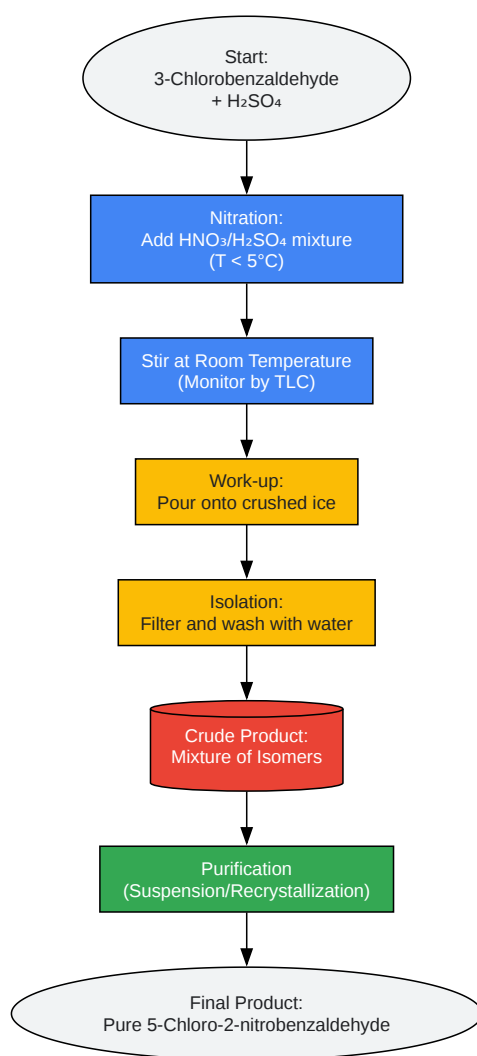 Start:
3-Chlorobenzaldehyde
+ H₂SO₄
Nitration:
Add HNO₃/H₂SO₄ mixture
(T < 5°C)
Stir at Room Temperature
(Monitor by TLC)
Work-up:
Pour onto crushed ice
Isolation:
Filter and wash with water
Crude Product:
Mixture of Isomers
Purification
(Suspension/Recrystallization)
Final Product:
Pure 5-Chloro-2-nitrobenzaldehyde